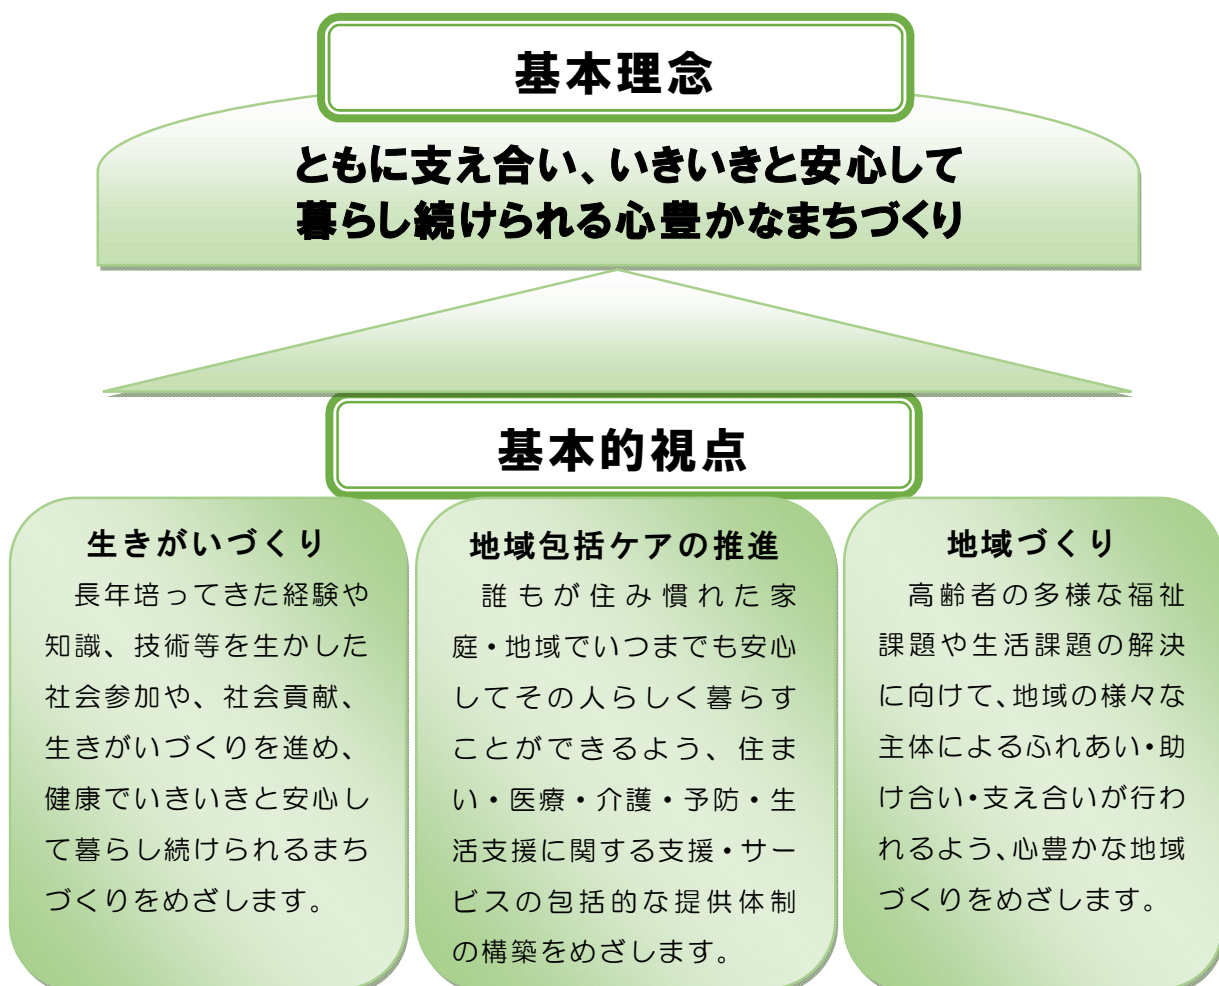 基本理念
ともに支え合い、いきいきと安心して
暮らし続けられる心豊かなまちづくり
基本的視点
生きがいづくり
長年培ってきた経験や
知識、技術等を生かした
社会参加や、社会貢献、
生きがいづくりを進め、
健康でいきいきと安心し
て暮らし続けられるまち
づくりをめざします。
地域包括ケアの推進
誰もが住み慣れた家
庭・地域でいつまでも安心
してその人らしく暮らす
ことができるよう、住ま
い・医療・介護・予防・生
活支援に関する支援・サー
ビスの包括的な提供体制
の構築をめざします。
地域づくり
高齢者の多様な福祉
課題や生活課題の解決
に向けて、地域の様々な
主体によるふれあい・助
け合い・支え合いが行わ
れるよう、心豊かな地域
づくりをめざします。